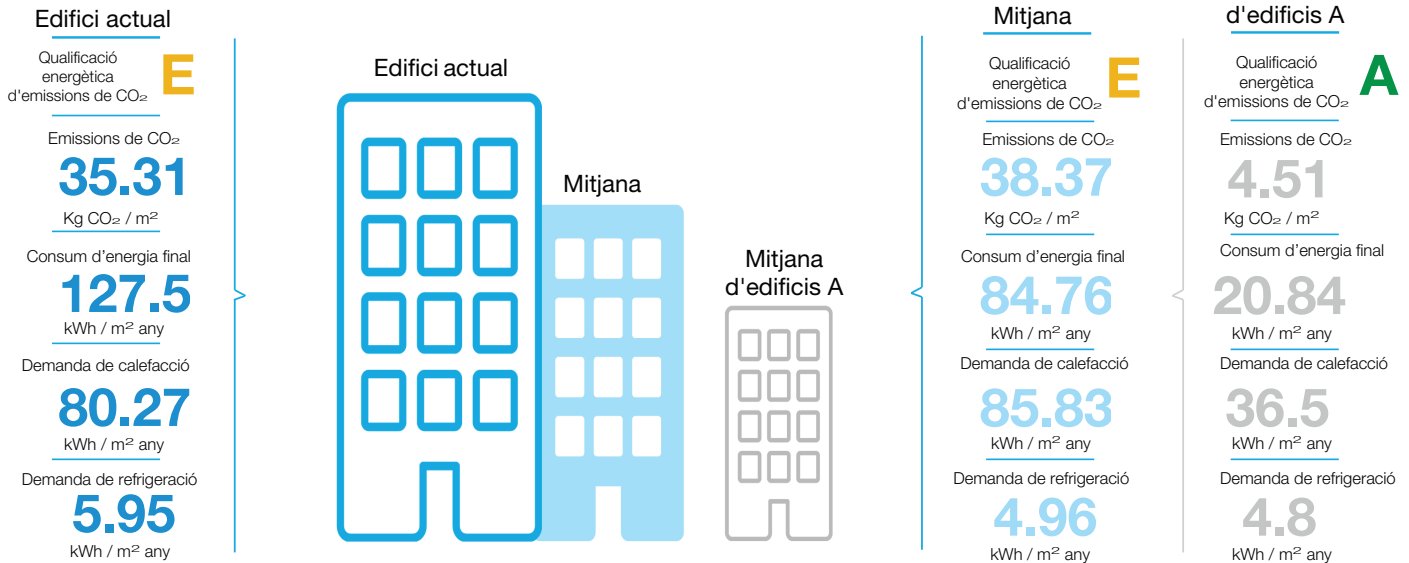 Edifici actual
Qualificació
energètica
d'emissions de CO₂
E
Emissions de CO₂
35.31
Kg CO₂ / m²
Consum d’energia final
127.5
kWh / m² any
Demanda de calefacció
80.27
kWh / m² any
Demanda de refrigeració
5.95
kWh / m² any
Edifici actual
Mitjana
Mitjana
d'edificis A
Mitjana
Qualificació
energètica
d'emissions de CO₂
E
Emissions de CO₂
38.37
Kg CO₂ / m²
Consum d’energia final
84.76
kWh / m² any
Demanda de calefacció
85.83
kWh / m² any
Demanda de refrigeració
4.96
kWh / m² any
d'edificis A
Qualificació
energètica
d'emissions de CO₂
A
Emissions de CO₂
4.51
Kg CO₂ / m²
Consum d’energia final
20.84
kWh / m² any
Demanda de calefacció
36.5
kWh / m² any
Demanda de refrigeració
4.8
kWh / m² any